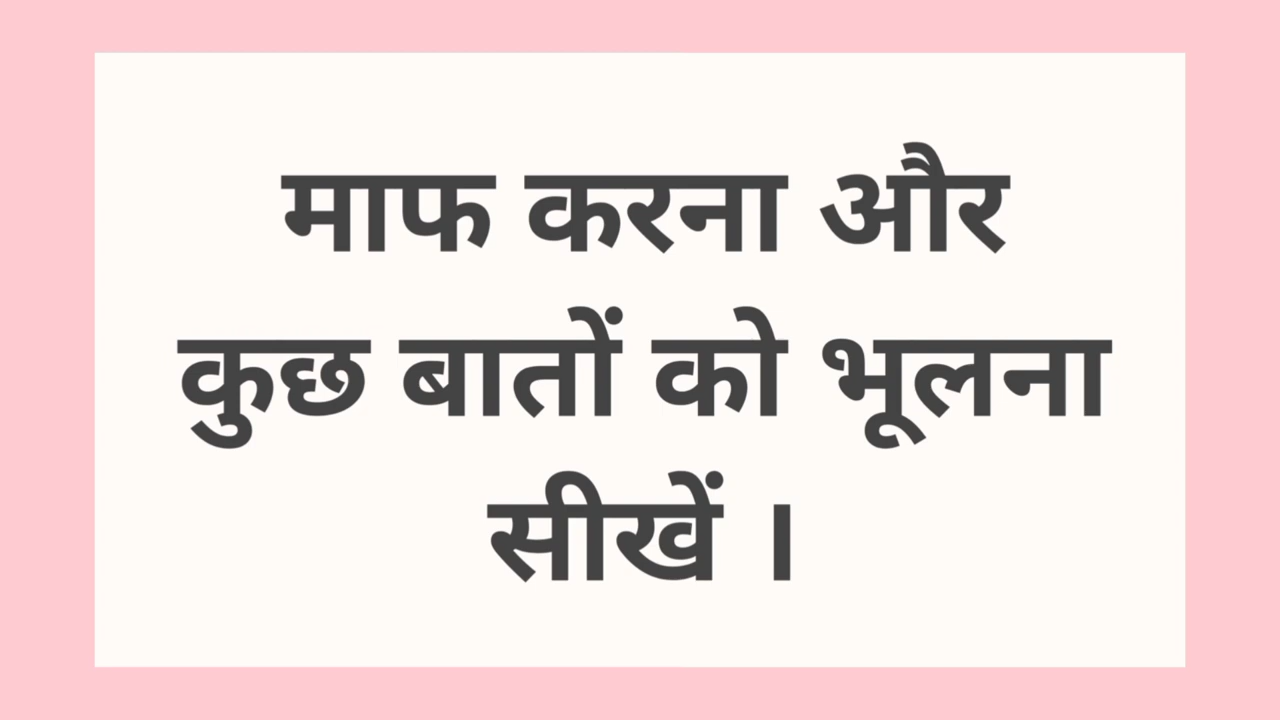 माफ करना और
कुछ बातों को भूलना
सीखें ।